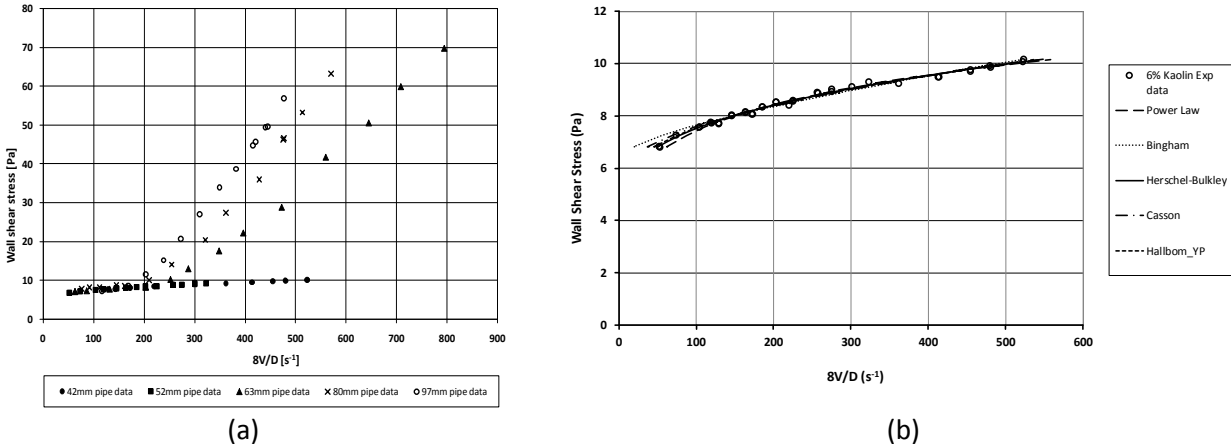 80
70
60
50
40
30
20
10
0
0 100 200 300 400 500 600 700 800 900
Wall shear stress [Pa]
8V/D [s-1]
42mm pipe data 52mm pipe data 63mm pipe data 80mm pipe data 97mm pipe data
(a)
12
10
8
6
4
2
0
0 100 200 300 400 500 600
Wall Shear Stress (Pa)
8V/D (s-1)
6% Kaolin Exp
data
Power Law
Bingham
Herschel-Bulkley
Casson
Hallbom_YP
(b)